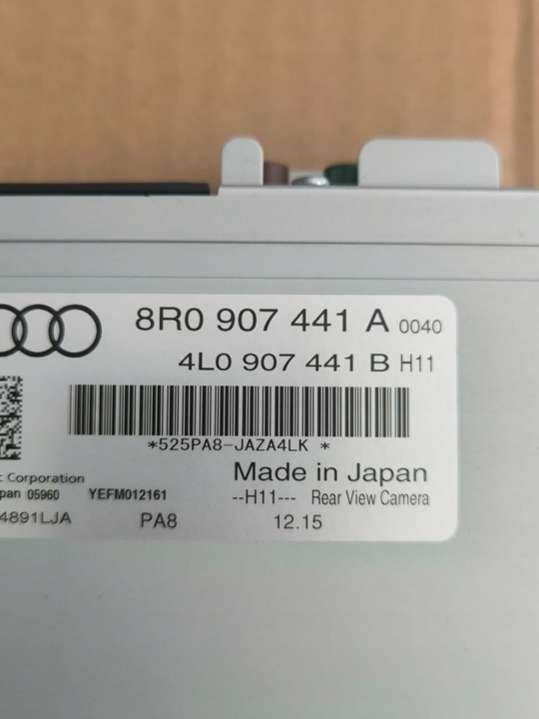 8R0 907 441 A 0040
4L0 907 441 B H11
*525PA8-JAZA4LK *
Made in Japan
Corporation
05960 YEFM012161 --H11--- Rear View Camera
4891LJA PA8 12.15